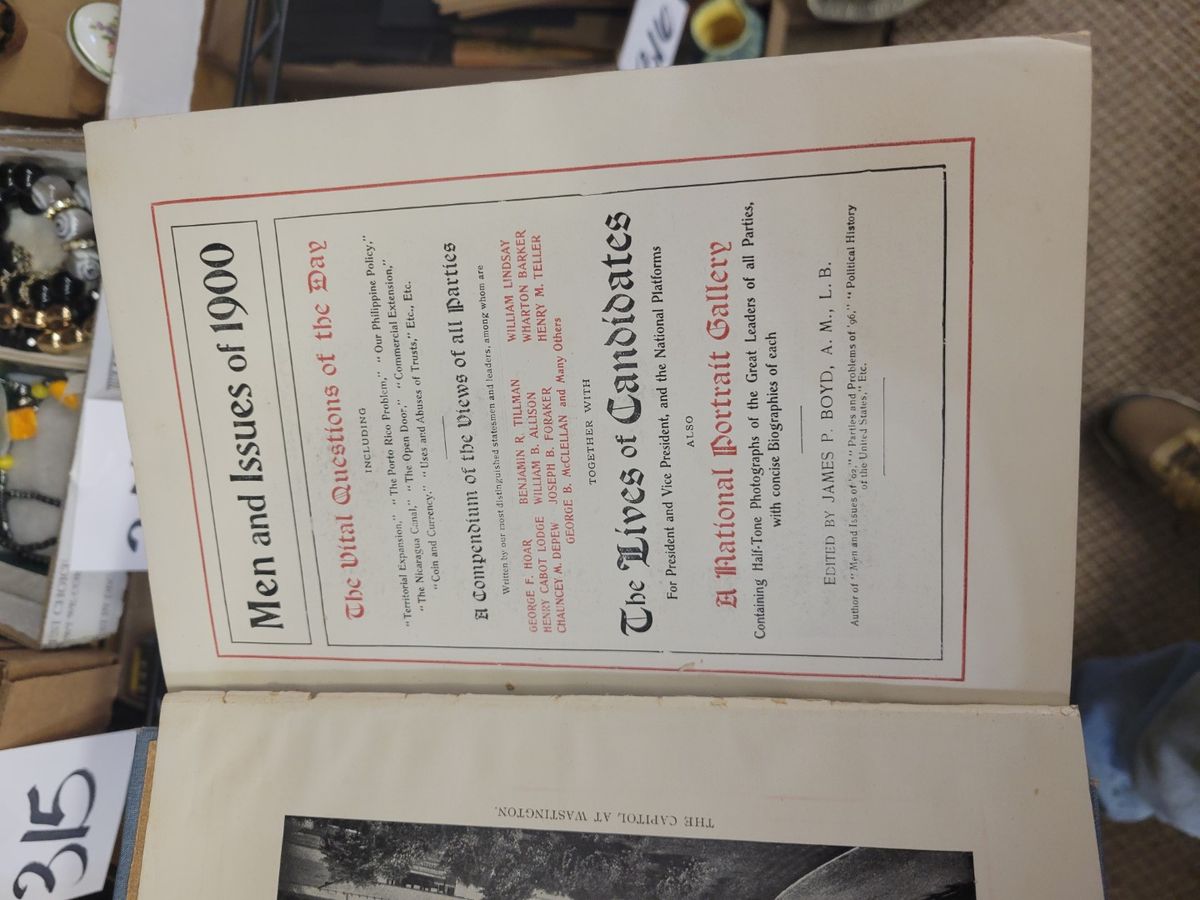 Men and Issues of 1900
The Vital Questions of the Day
INCLUDING
"Territorial Expansion," "The Porto Rico Problem," "Our Philippine Policy,"
"The Nicaragua Canal," "The Open Door," "Commercial Extension,"
"Coin and Currency," "Uses and Abuses of Trusts," Etc., Etc.
A Compendium of the Views of all Parties
Written by our most distinguished statesmen and leaders, among whom are
GEORGE F. HOAR BENJAMIN R. TILLMAN WILLIAM LINDSAY
HENRY CABOT LODGE WILLIAM B. ALLISON WHARTON BARKER
CHAUNCEY M. DEPEW JOSEPH B. FORAKER HENRY M. TELLER
GEORGE B. McCLELLAN and Many Others
TOGETHER WITH
The Lives of Candidates
For President and Vice President, and the National Platforms
ALSO
A National Portrait Gallery
Containing Half-Tone Photographs of the Great Leaders of all Parties,
with concise Biographies of each
EDITED BY JAMES P. BOYD, A. M., L. B.
Author of "Men and Issues of '92," "Parties and Problems of '96," "Political History
of the United States," Etc.
THE CAPITOL AT WASTINGTON.
315